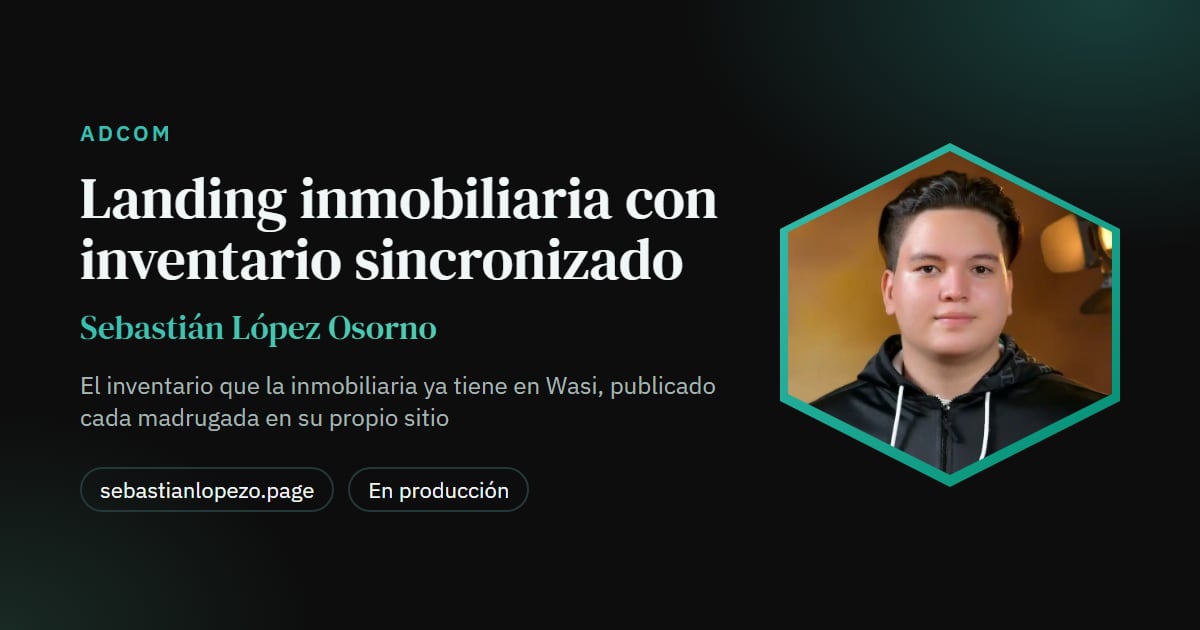 ADCOM
Landing inmobiliaria con
inventario sincronizado
Sebastián López Osorno
El inventario que la inmobiliaria ya tiene en Wasi, publicado
cada madrugada en su propio sitio
sebastianlopezo.page
En producción